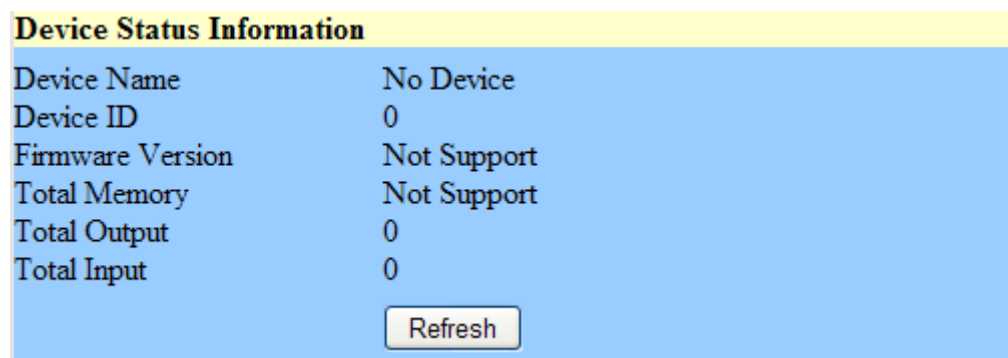 Device Status Information
Device Name No Device
Device ID 0
Firmware Version Not Support
Total Memory Not Support
Total Output 0
Total Input 0
Refresh